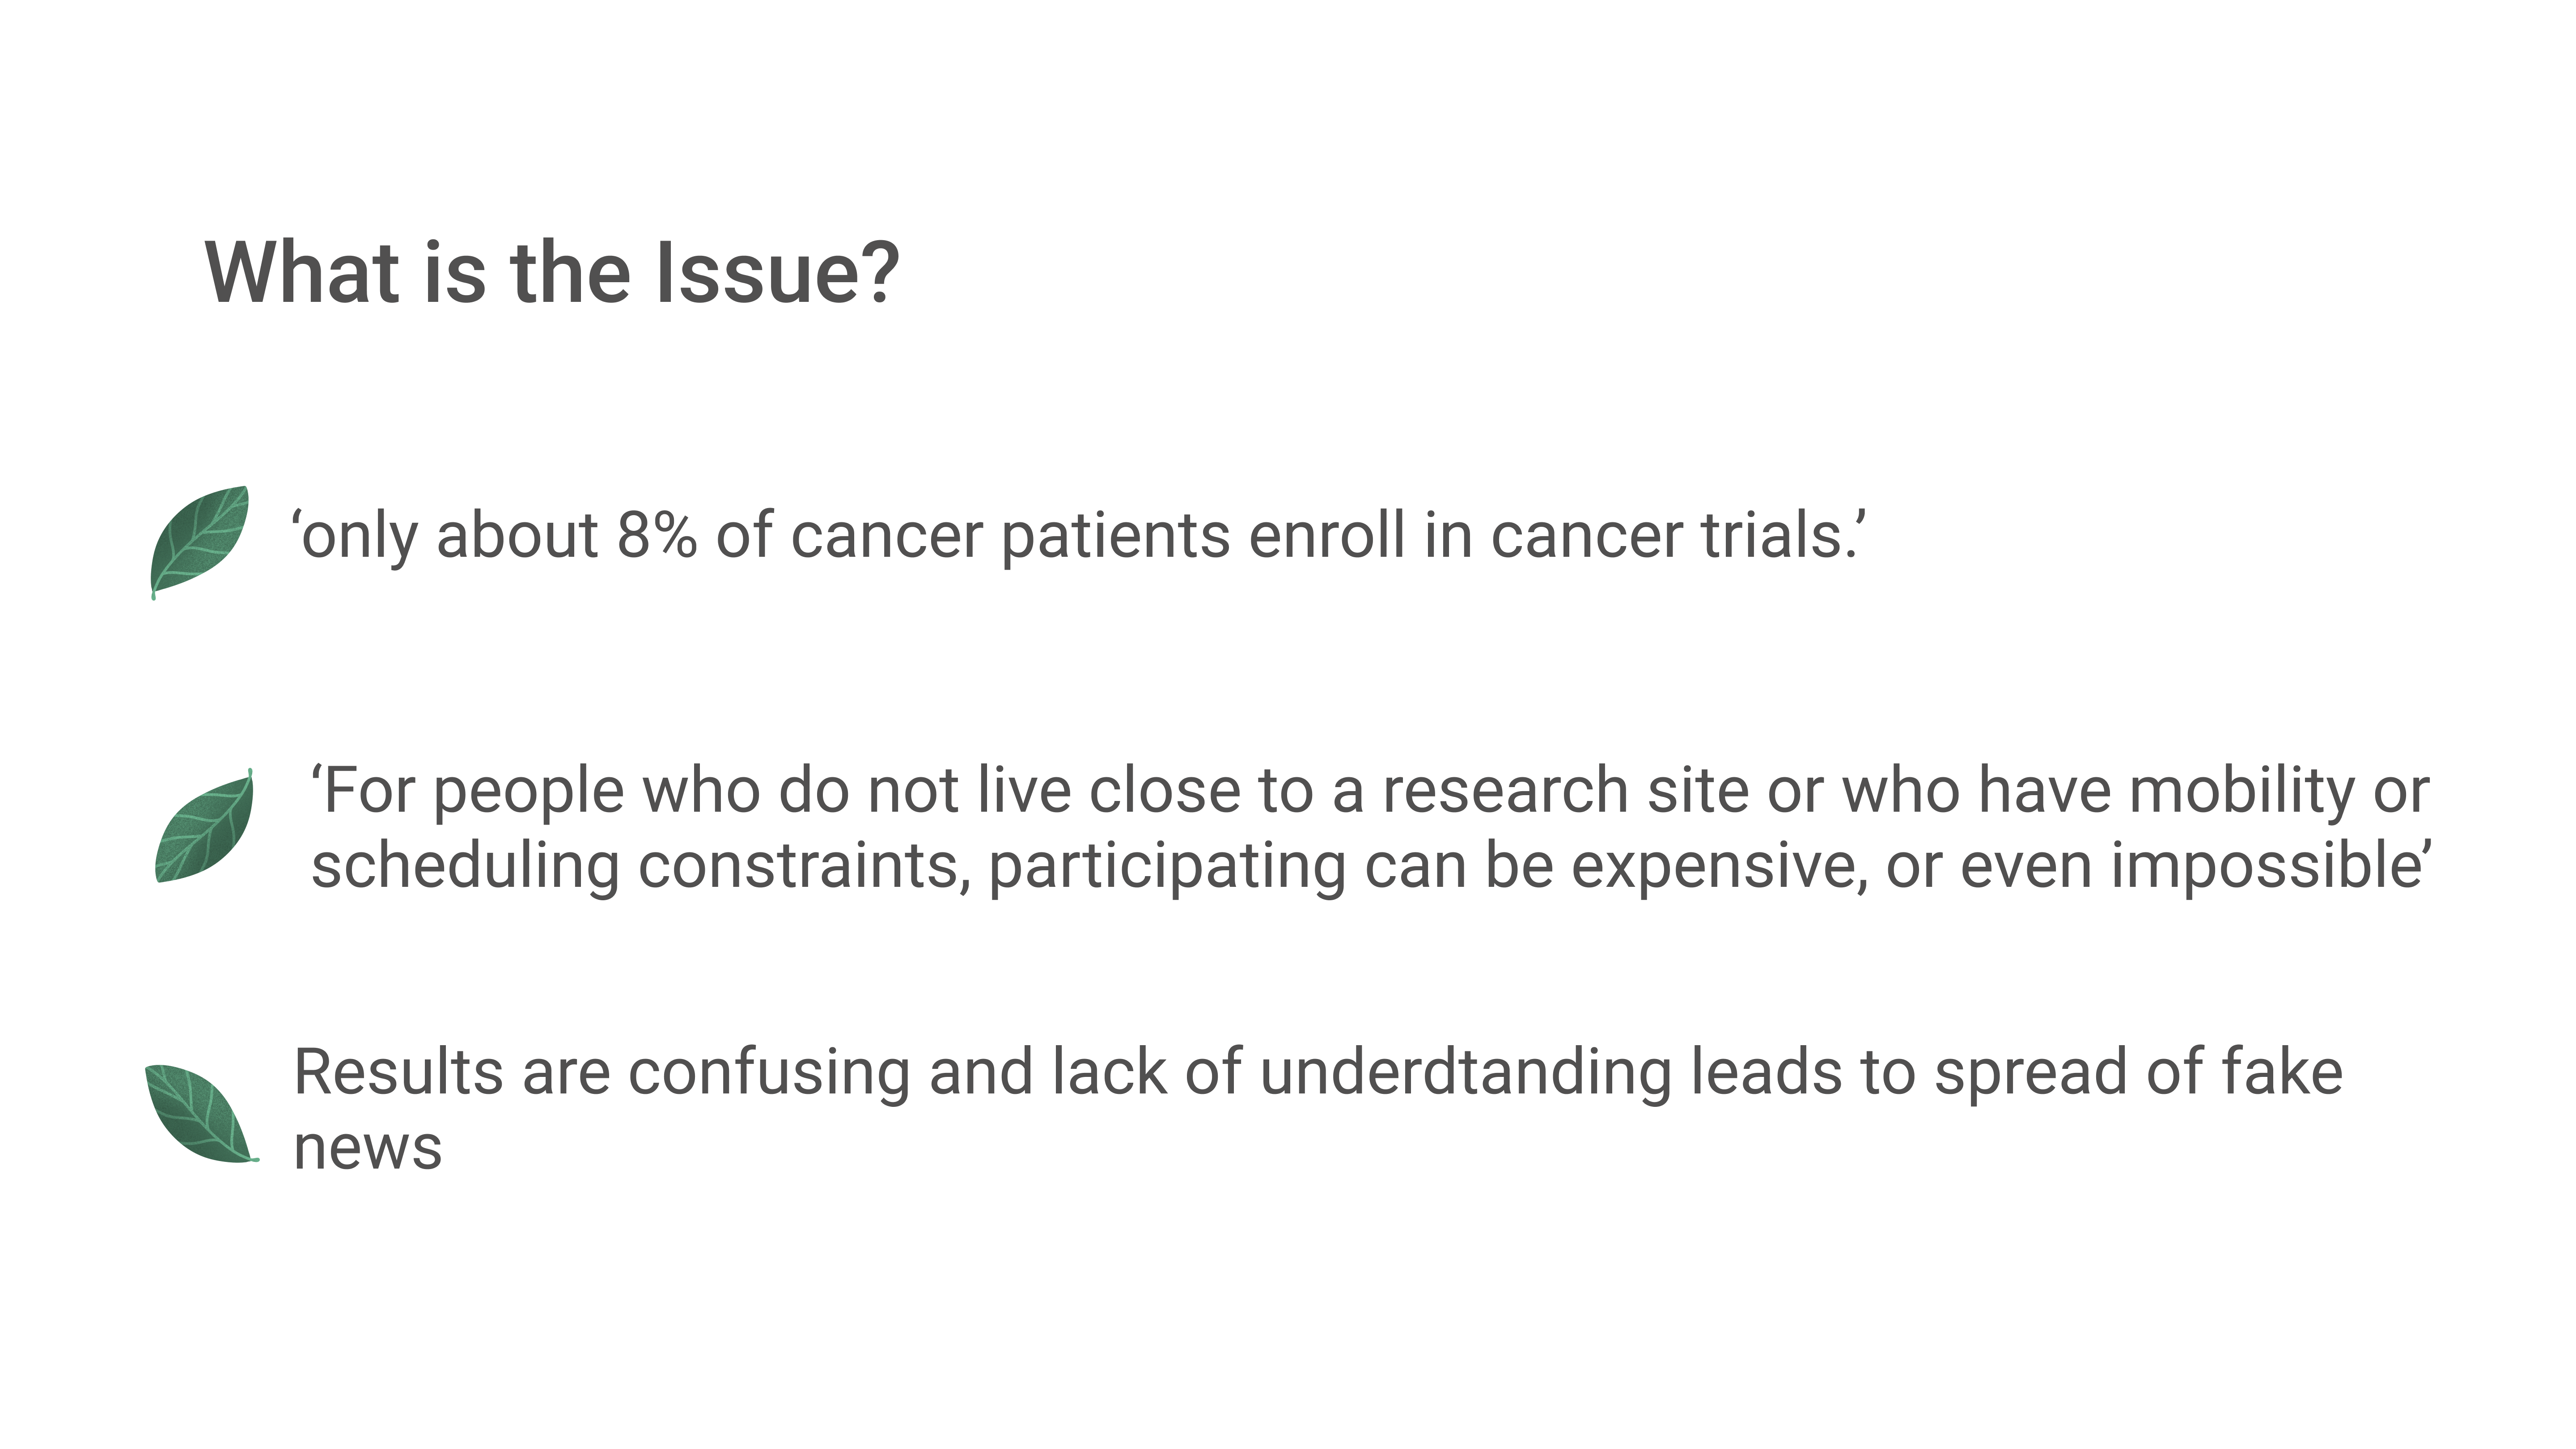 What is the Issue?
‘only about 8% of cancer patients enroll in cancer trials.’
‘For people who do not live close to a research site or who have mobility or
scheduling constraints, participating can be expensive, or even impossible’
Results are confusing and lack of underdtanding leads to spread of fake
news